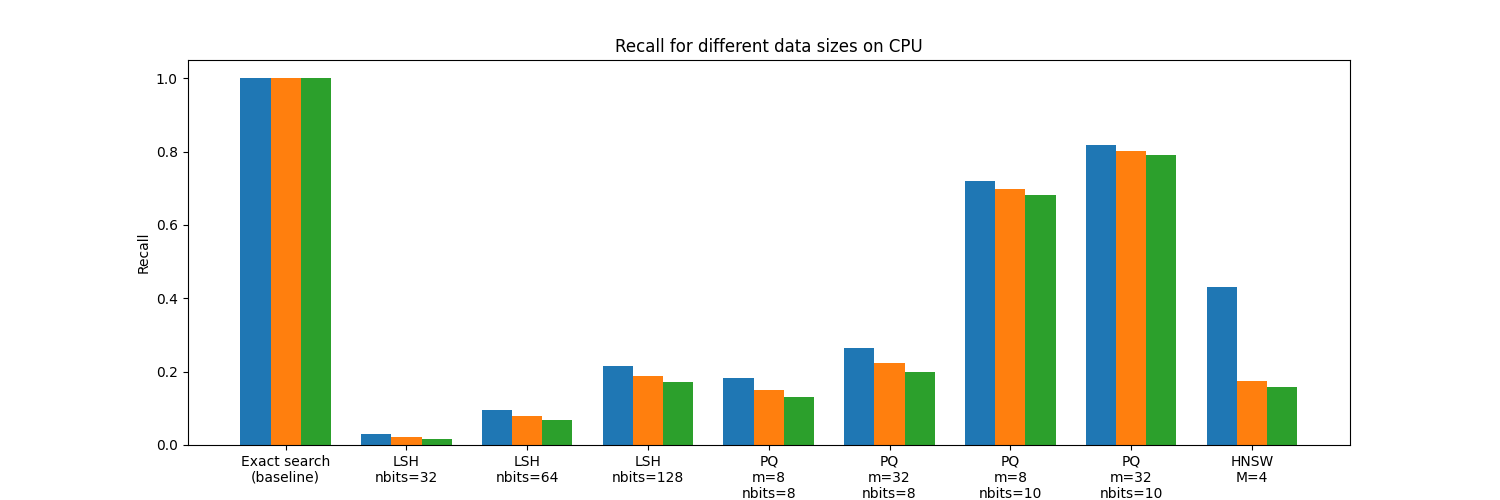 Recall for different data sizes on CPU
Recall
1.0
0.8
0.6
0.4
0.2
0.0
Exact search
(baseline)
LSH
nbits=32
LSH
nbits=64
LSH
nbits=128
PQ
m=8
nbits=8
PQ
m=32
nbits=8
PQ
m=8
nbits=10
PQ
m=32
nbits=10
HNSW
M=4